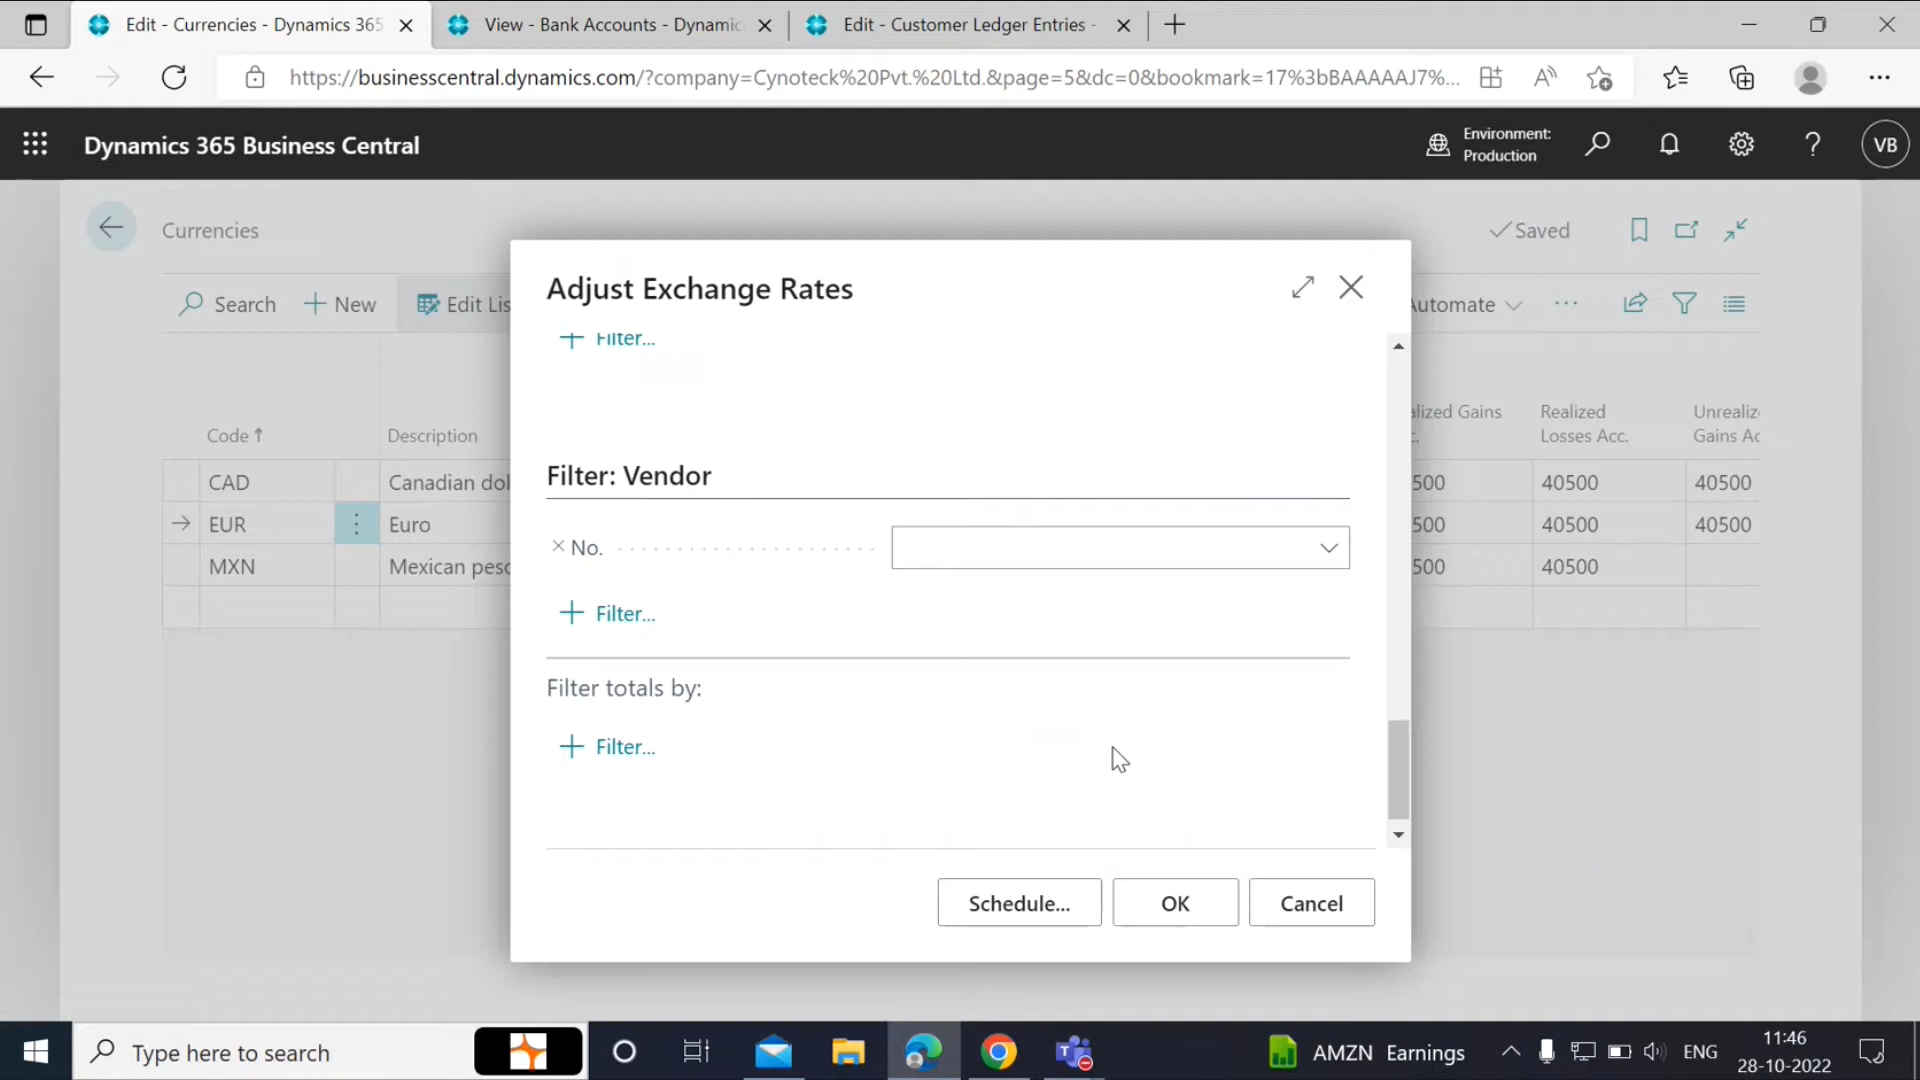 Edit - Currencies - Dynamics 365
View - Bank Accounts - Dynamic
Edit - Customer Ledger Entries -
https://businesscentral.dynamics.com/?company=Cynoteck%20Pvt.%20Ltd.&page=5&dc=0&bookmark=17%3bBAAAAAJ7%...
Dynamics 365 Business Central
Environment:
Production
VB
Currencies
Saved
Search
New
Edit Lis
Automate
Adjust Exchange Rates
Filter...
Filter: Vendor
No.
Filter...
Filter totals by:
Filter...
Schedule...
OK
Cancel
Code
Description
alized Gains
c.
Realized
Losses Acc.
Unrealiz
Gains Ac
CAD
Canadian dol
500
40500
40500
EUR
Euro
500
40500
40500
MXN
Mexican peso
500
40500
Type here to search
AMZN Earnings
ENG
11:46
28-10-2022